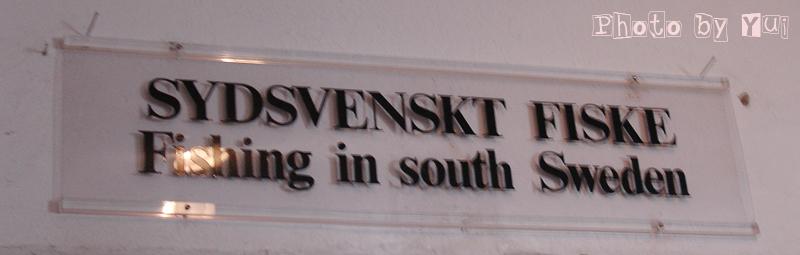 Photo by Yui
SYDSVENSKT FISKE
Fishing in south Sweden